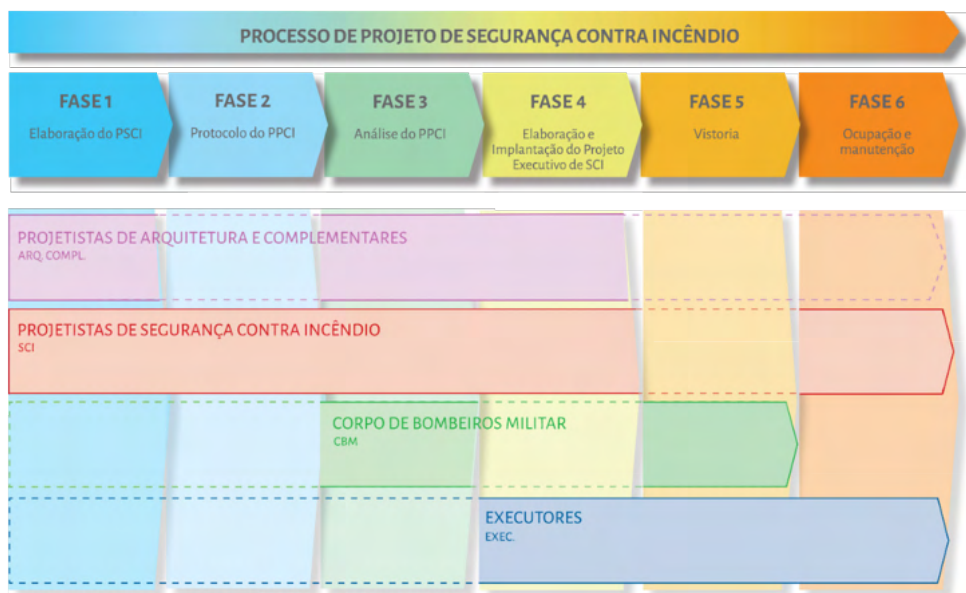 PROCESSO DE PROJETO DE SEGURANÇA CONTRA INCÊNDIO
FASE 1
Elaboração do PSCI
FASE 2
Protocolo do PPCI
FASE 3
Análise do PPCI
FASE 4
Elaboração e
Implantação do Projeto
Executivo de SCI
FASE 5
Vistoria
FASE 6
Ocupação e
manutenção
PROJETISTAS DE ARQUITETURA E COMPLEMENTARES
ARQ. COMPL.
PROJETISTAS DE SEGURANÇA CONTRA INCÊNDIO
SCI
CORPO DE BOMBEIROS MILITAR
CBM
EXECUTORES
EXEC.